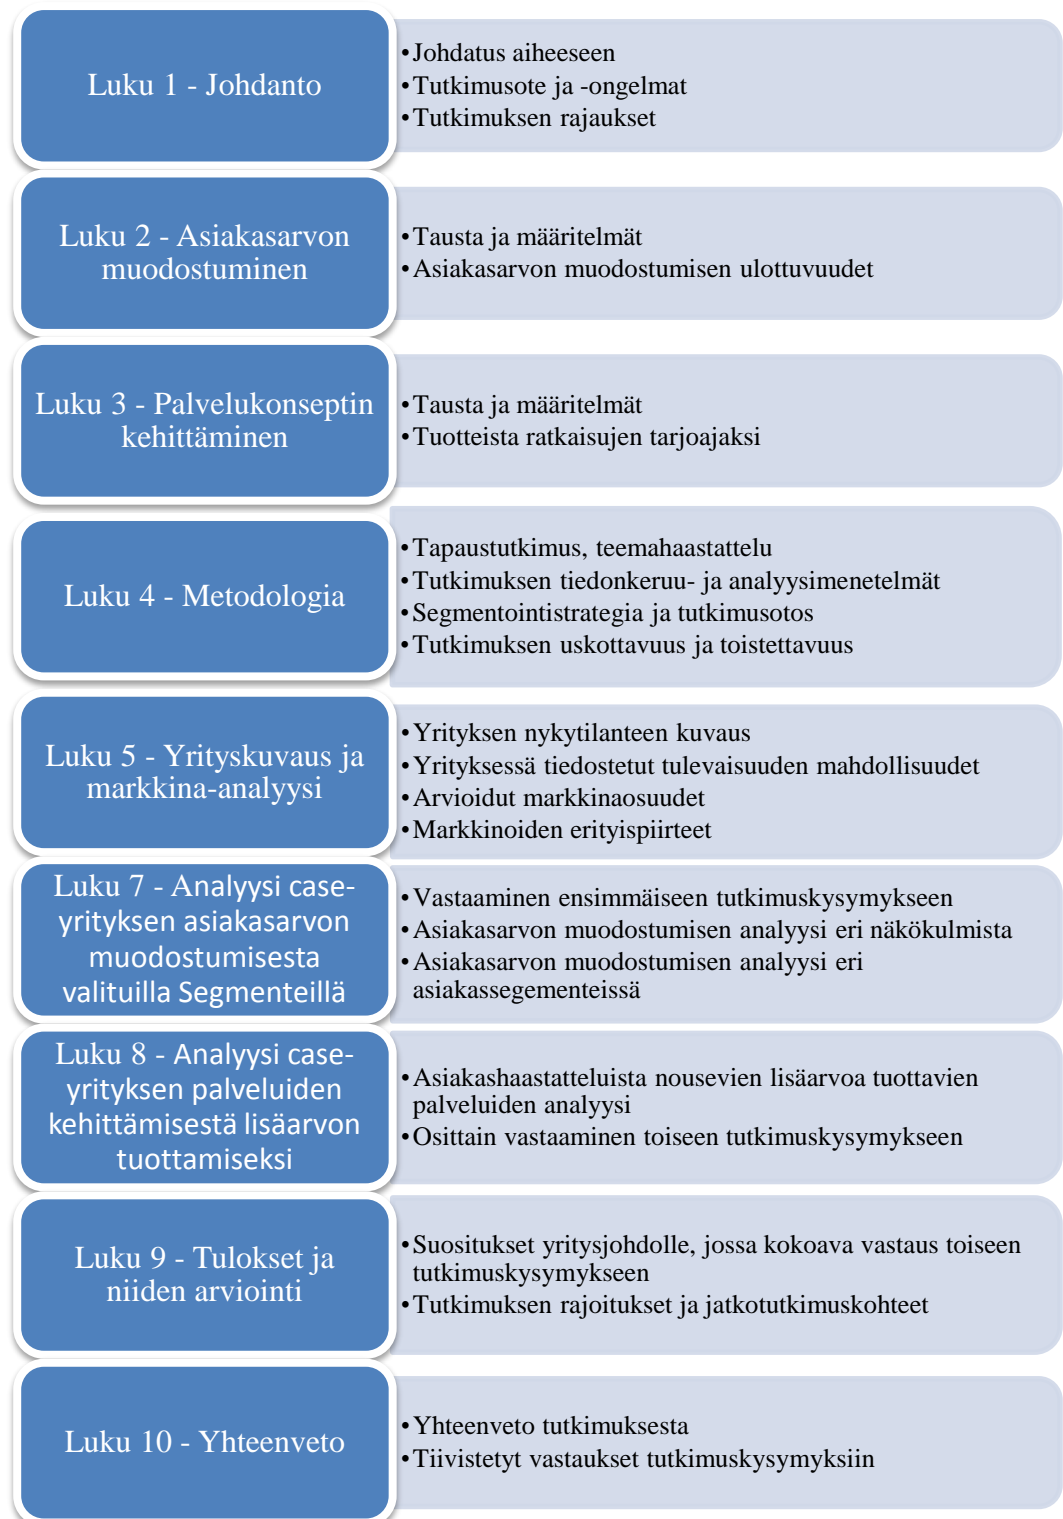 Luku 1 - Johdanto
•Johdatus aiheeseen
•Tutkimusote ja -ongelmat
•Tutkimuksen rajaukset
Luku 2 - Asiakasarvon
muodostuminen
•Tausta ja määritelmät
•Asiakasarvon muodostumisen ulottuvuudet
Luku 3 - Palvelukonseptin
kehittäminen
•Tausta ja määritelmät
•Tuotteista ratkaisujen tarjoajaksi
Luku 4 - Metodologia
•Tapaustutkimus, teemahaastattelu
•Tutkimuksen tiedonkeruu- ja analyysimenetelmät
•Segmentointistrategia ja tutkimusotos
•Tutkimuksen uskottavuus ja toistettavuus
Luku 5 - Yrityskuvaus ja
markkina-analyysi
•Yrityksen nykytilanteen kuvaus
•Yrityksessä tiedostetut tulevaisuuden mahdollisuudet
•Arvioidut markkinaosuudet
•Markkinoiden erityispiirteet
Luku 7 - Analyysi case-
yrityksen asiakasarvon
muodostumisesta
valituilla Segmenteillä
•Vastaaminen ensimmäiseen tutkimuskysymykseen
•Asiakasarvon muodostumisen analyysi eri näkökulmista
•Asiakasarvon muodostumisen analyysi eri
asiakassegementeissä
Luku 8 - Analyysi case-
yrityksen palveluiden
kehittämisestä lisäarvon
tuottamiseksi
•Asiakashaastatteluista nousevien lisäarvoa tuottavien
palveluiden analyysi
•Osittain vastaaminen toiseen tutkimuskysymykseen
Luku 9 - Tulokset ja
niiden arviointi
•Suositukset yritysjohdolle, jossa kokoava vastaus toiseen
tutkimuskysymykseen
•Tutkimuksen rajoitukset ja jatkotutkimuskohteet
Luku 10 - Yhteenveto
•Yhteenveto tutkimuksesta
•Tiivistetyt vastaukset tutkimuskysymyksiin